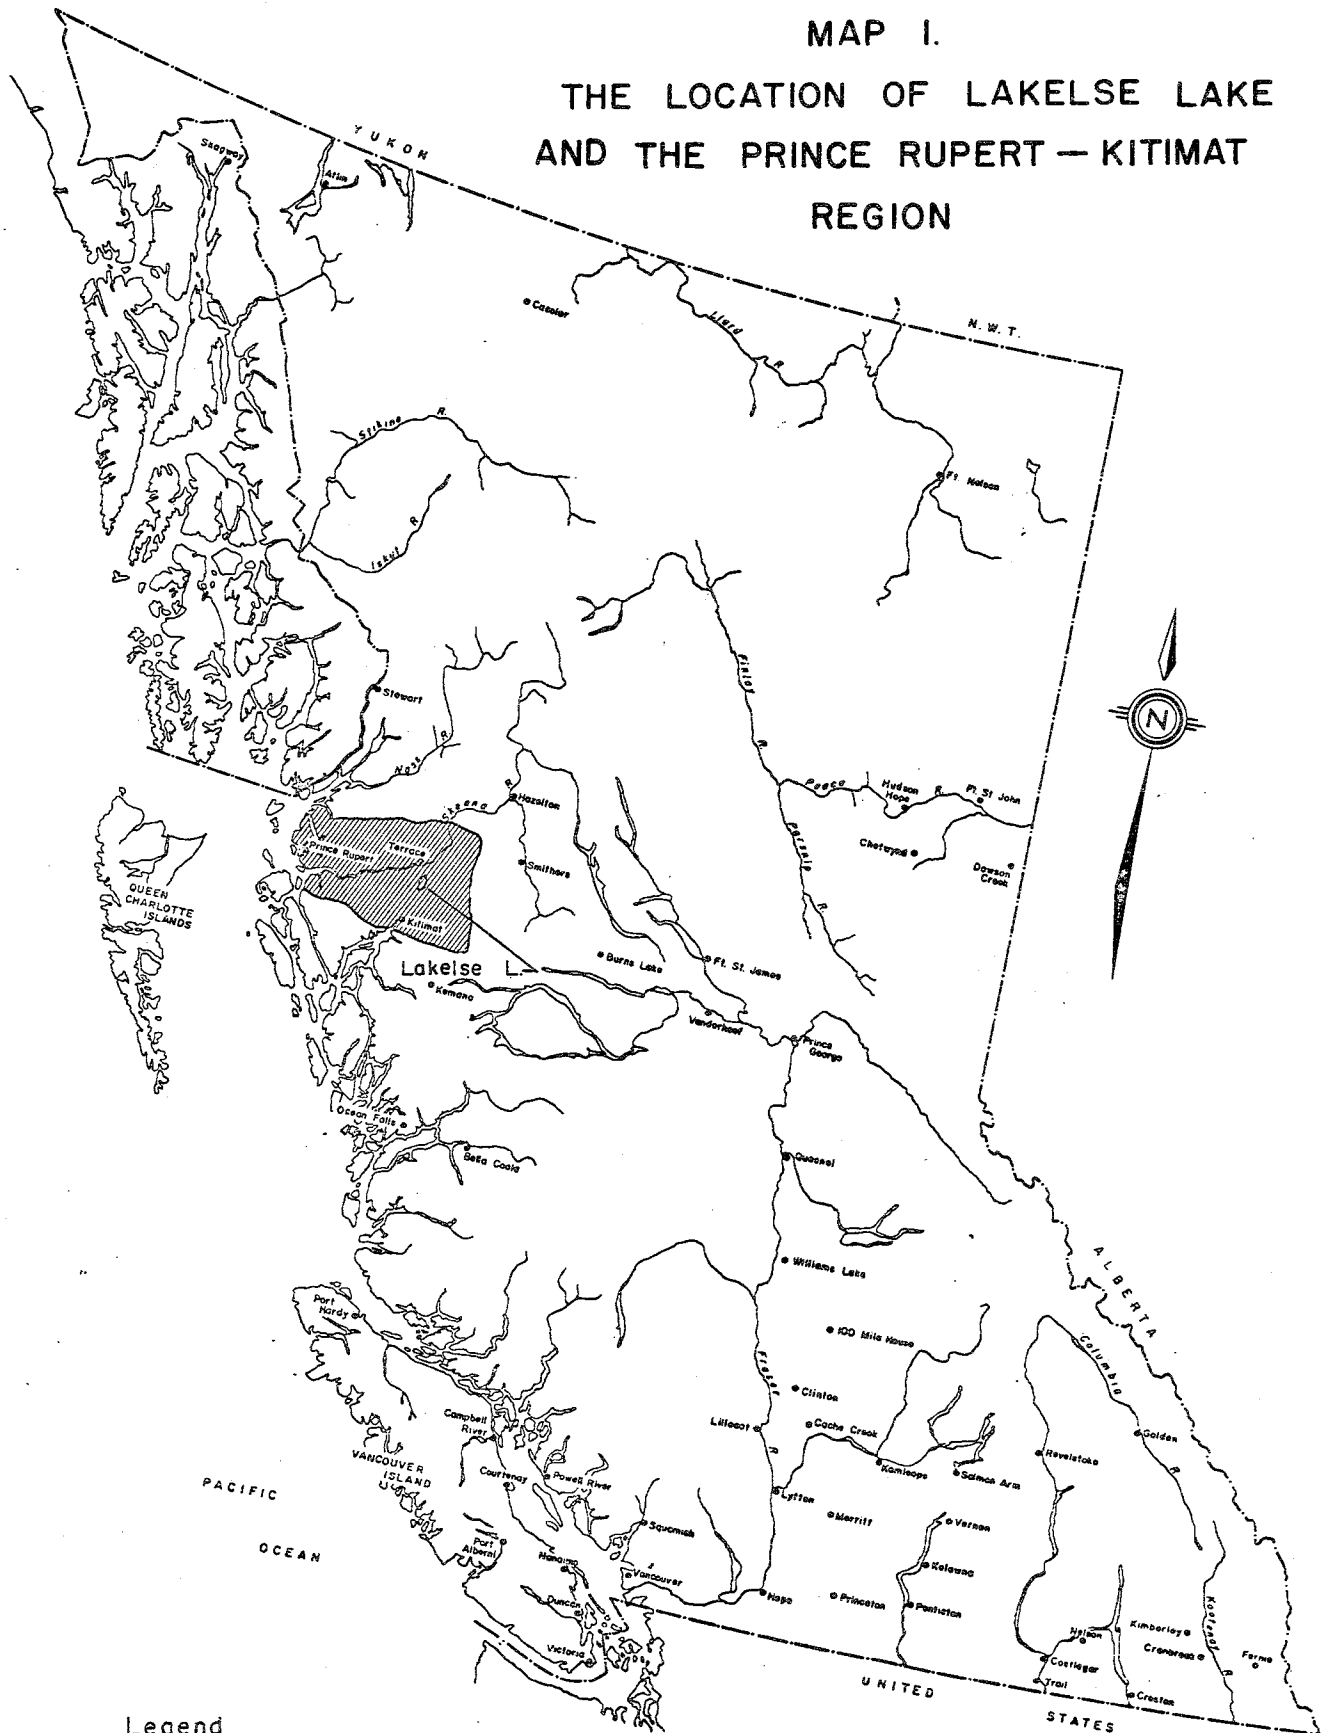 MAP 1.
THE LOCATION OF LAKELSE LAKE
AND THE PRINCE RUPERT — KITIMAT
REGION
YUKON
Skagway
Atlin
Cassiar
Liard R.
N.W.T.
Stikine R.
Ft. Nelson
Iskut R.
Finlay R.
Stewart
Nass R.
Skeena R.
Hazelton
Peace R.
Hudson
Hope
Ft. St John
Parsnip R.
Chetwynd
Dawson
Creek
Prince Rupert
Terrace
Smithers
QUEEN
CHARLOTTE
ISLANDS
Kitimat
Lakelse L.
Burns Lake
Ft. St. James
Kemano
Vanderhoof
Prince
George
Ocean Falls
Bella Coola
Quesnel
Williams Lake
ALBERTA
Port
Hardy
100 Mile House
Columbia R.
Fraser R.
Clinton
Campbell
River
Lillooet
Cache Creek
Golden
Revelstoke
VANCOUVER
ISLAND
Courtenay
Powell River
Kamloops
Salmon Arm
PACIFIC
OCEAN
Lytton
Merritt
Vernon
Squamish
Port
Alberni
Nanaimo
Vancouver
Kelowna
Duncan
Hope
Princeton
Penticton
Kootenay R.
Victoria
Nelson
Kimberley
Cranbrook
Fernie
Castlegar
Trail
Creston
UNITED
STATES
N
Legend